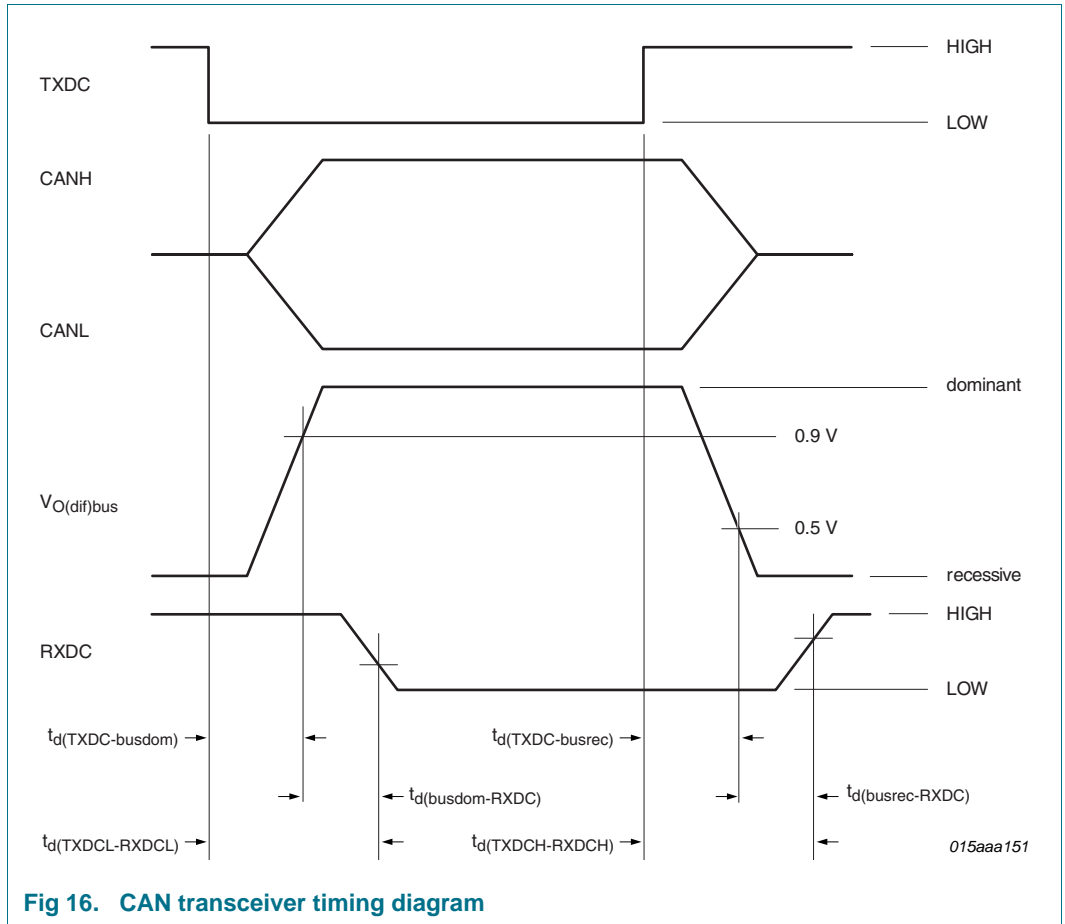 HIGH
TXDC
LOW
CANH
CANL
dominant
0.9 V
VO(dif)bus
0.5 V
recessive
HIGH
RXDC
LOW
td(TXDC-busdom)
td(TXDC-busrec)
td(busdom-RXDC)
td(busrec-RXDC)
td(TXDCL-RXDCL)
td(TXDCH-RXDCH)
015aaa151
Fig 16. CAN transceiver timing diagram